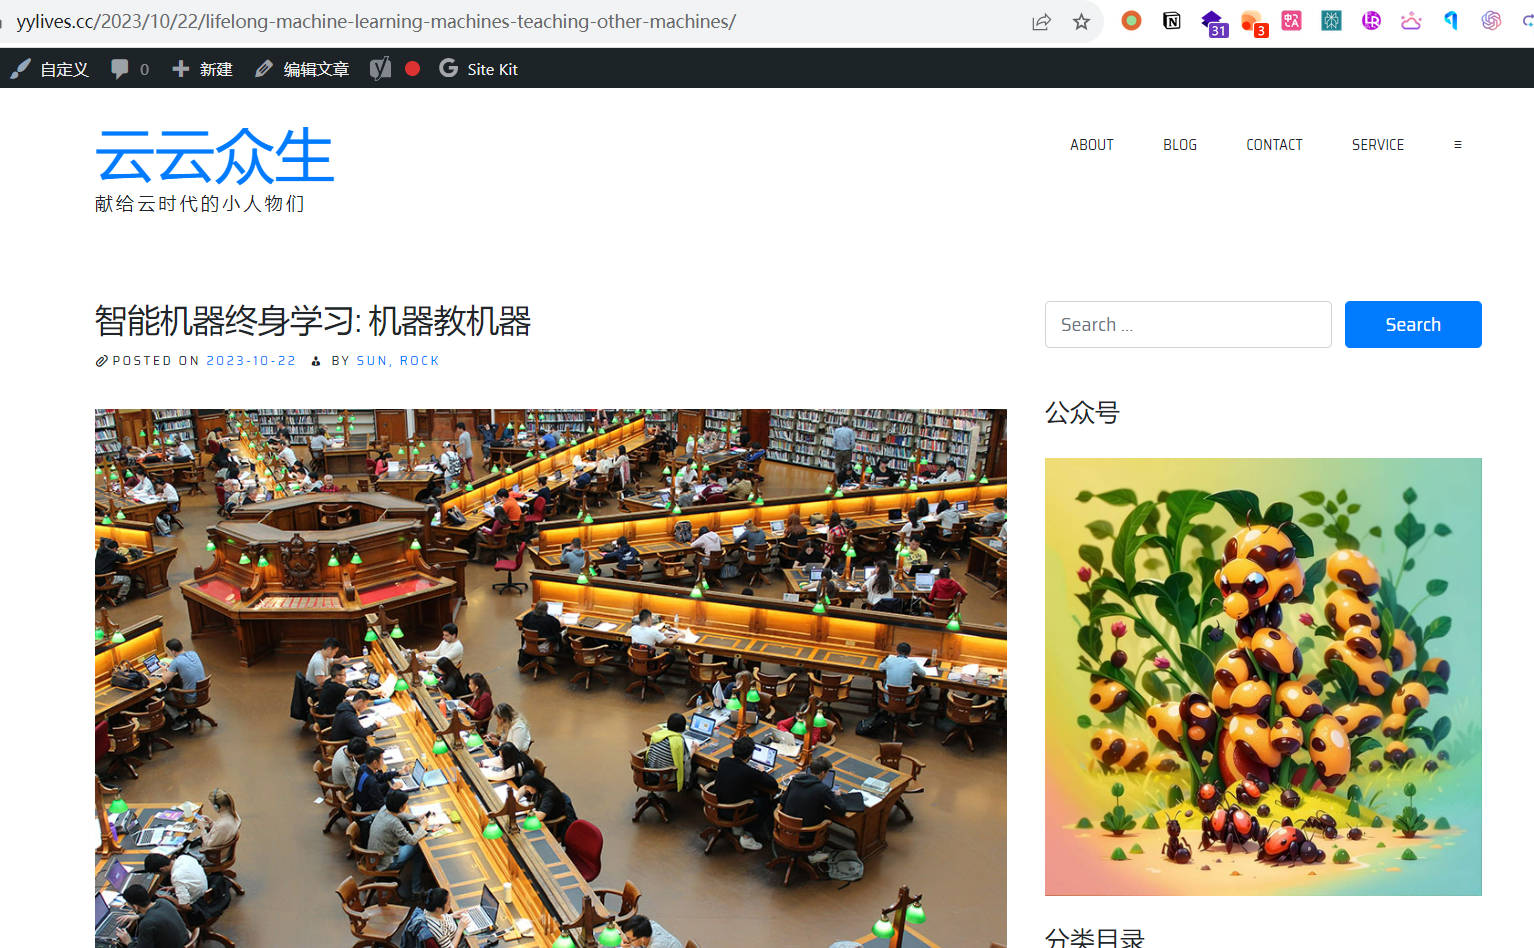 yylives.cc/2023/10/22/lifelong-machine-learning-machines-teaching-other-machines/
31
3
自定义 0 新建 编辑文章 Site Kit
云云众生
献给云时代的小人物们
ABOUT BLOG CONTACT SERVICE
智能机器终身学习: 机器教机器
POSTED ON 2023-10-22 BY SUN, ROCK
Search ...
Search
公众号
分类目录